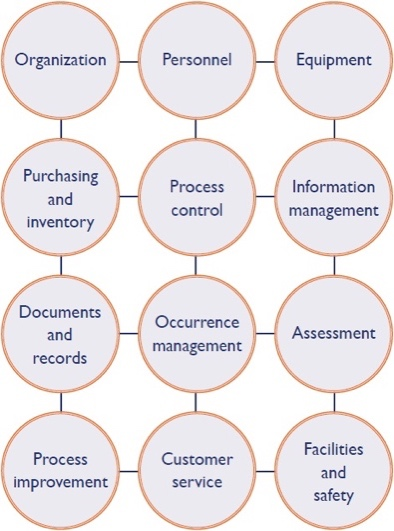 Organization
Personnel
Equipment
Purchasing
and
inventory
Process
control
Information
management
Documents
and
records
Occurrence
management
Assessment
Process
improvement
Customer
service
Facilities
and
safety